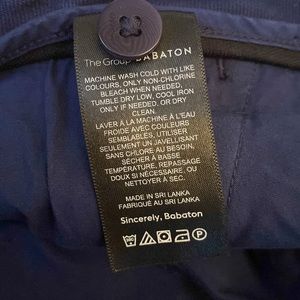 The Group BABATON
MACHINE WASH COLD WITH LIKE
COLOURS, ONLY NON-CHLORINE
BLEACH WHEN NEEDED,
TUMBLE DRY LOW, COOL IRON
ONLY IF NEEDED. OR DRY
CLEAN.
LAVER À LA MACHINE À L'EAU
FROIDE AVEC COULEURS
SEMBLABLES, UTILISER
SEULEMENT UN JAVELLISANT
SANS CHLORE AU BESOIN,
SÉCHER À BASSE
TEMPÉRATURE, REPASSAGE
DOUX SI NÉCESSAIRE, OU
NETTOYER À SEC.
MADE IN SRI LANKA
FABRIQUÉ AU SRI LANKA
Sincerely, Babaton